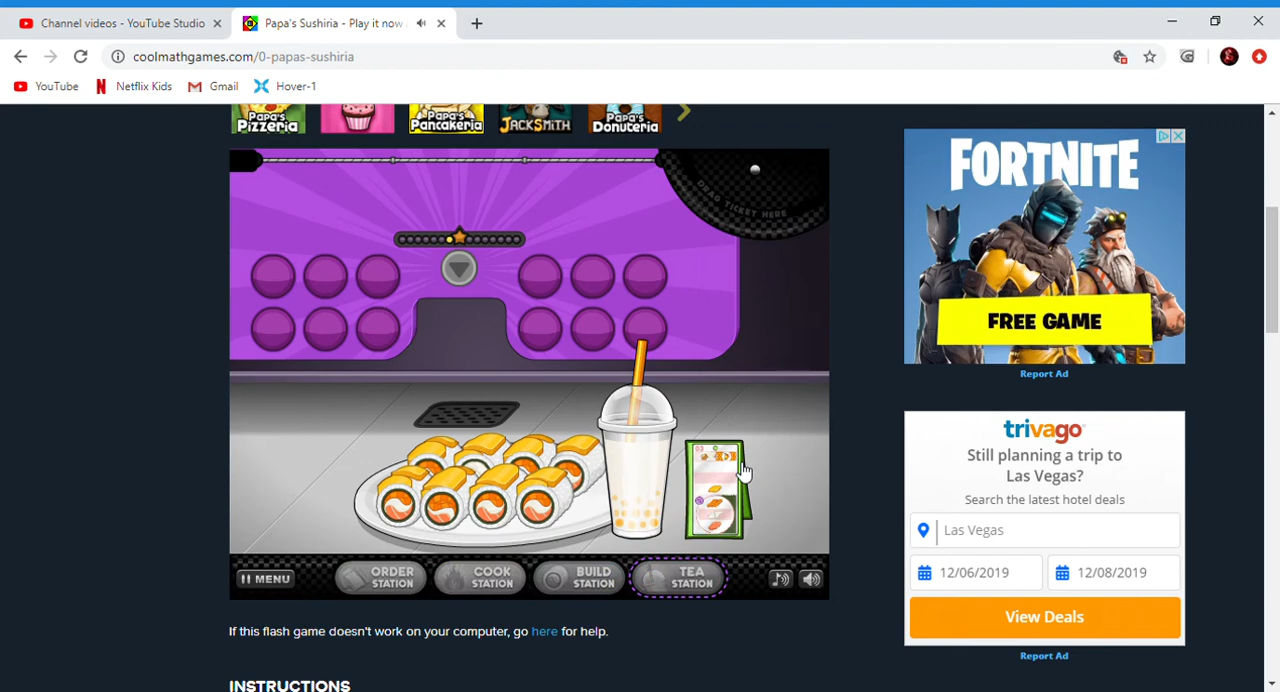 Channel videos - YouTube Studio
Papa's Sushiria - Play it now
coolmathgames.com/0-papas-sushiria
YouTube
Netflix Kids
Gmail
Hover-1
Papa's Pizzeria
Papa's Pancakeria
JACKSMITH
Papa's Donuteria
DRAG TICKET HERE
FORTNITE
FREE GAME
Report Ad
trivago
Still planning a trip to
Las Vegas?
Search the latest hotel deals
Las Vegas
12/06/2019
12/08/2019
View Deals
Report Ad
MENU
ORDER STATION
COOK STATION
BUILD STATION
TEA STATION
If this flash game doesn't work on your computer, go here for help.
INSTRUCTIONS